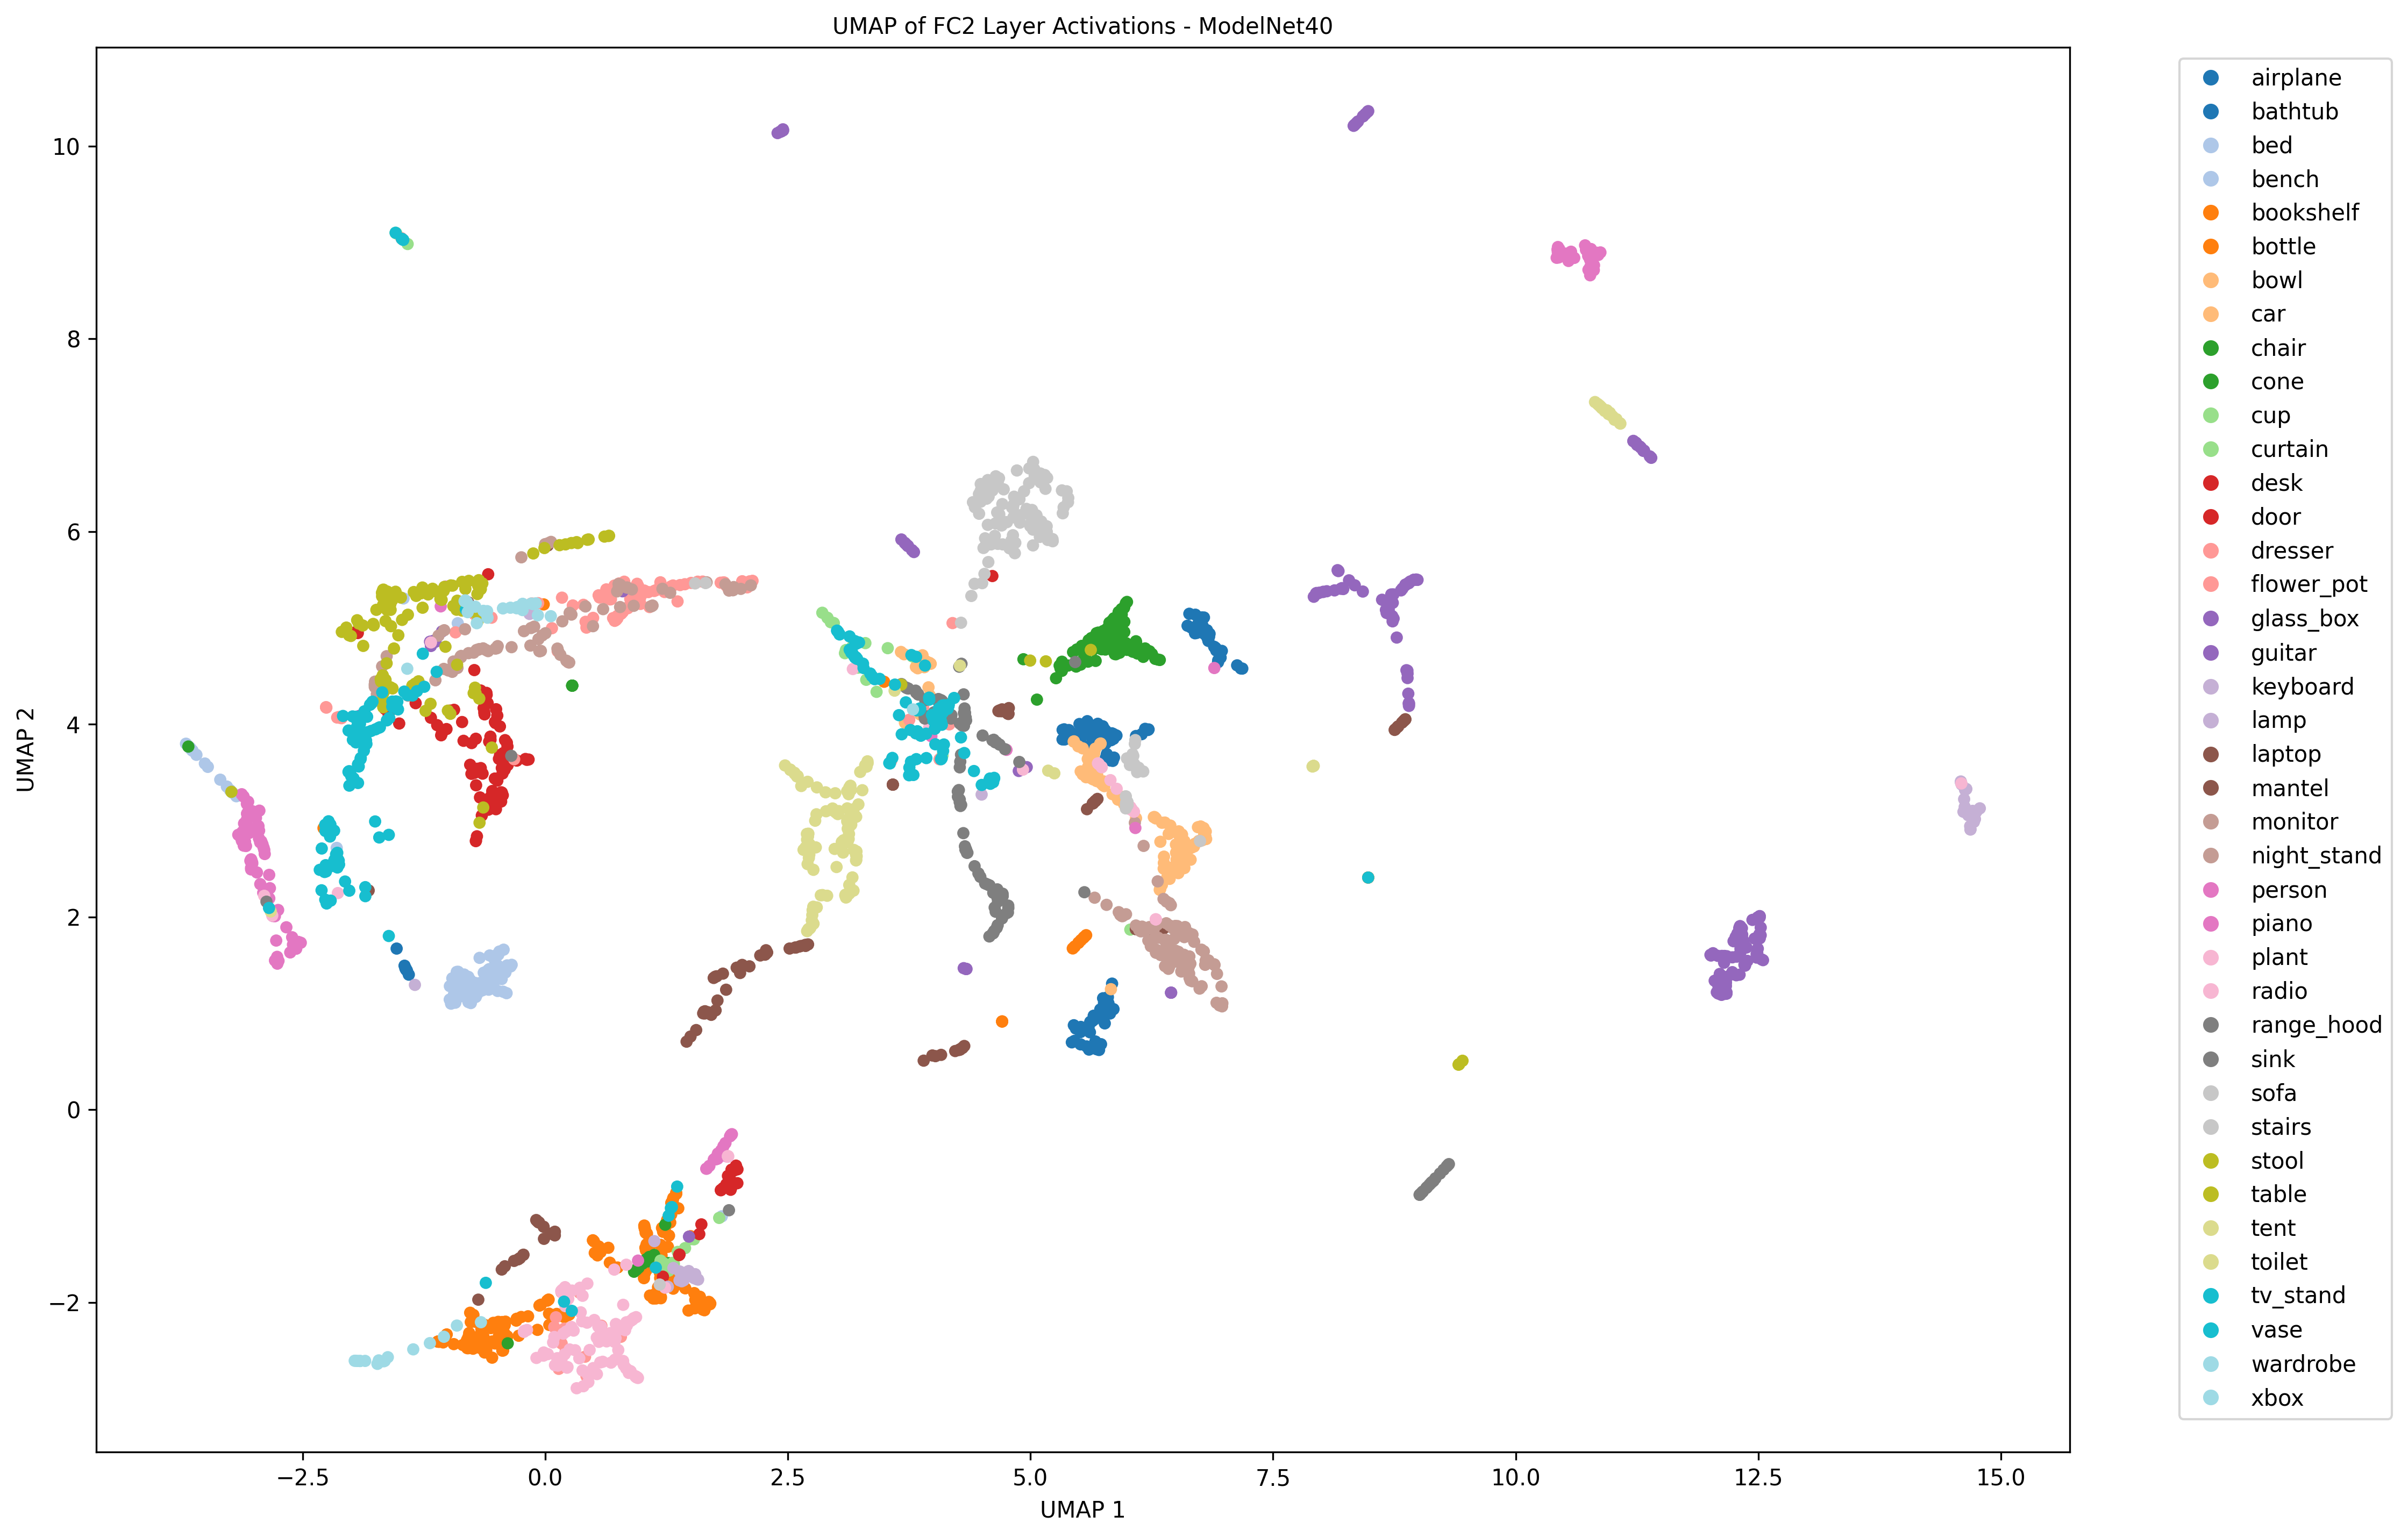 UMAP of FC2 Layer Activations - ModelNet40
10
8
6
4
2
0
−2
UMAP 2
−2.5
0.0
2.5
5.0
7.5
10.0
12.5
15.0
UMAP 1
airplane
bathtub
bed
bench
bookshelf
bottle
bowl
car
chair
cone
cup
curtain
desk
door
dresser
flower_pot
glass_box
guitar
keyboard
lamp
laptop
mantel
monitor
night_stand
person
piano
plant
radio
range_hood
sink
sofa
stairs
stool
table
tent
toilet
tv_stand
vase
wardrobe
xbox